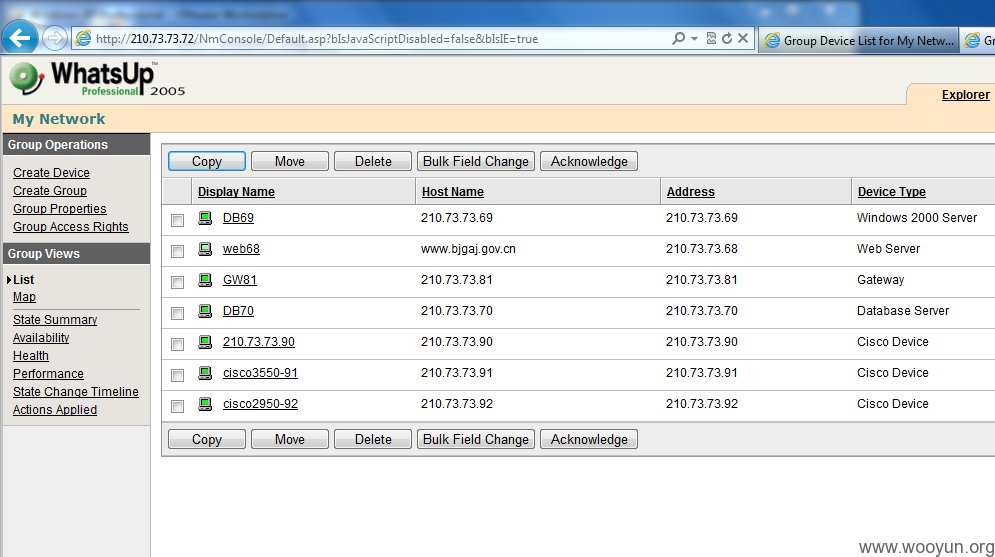 http://210.73.73.72/NmConsole/Default.asp?bIsJavaScriptDisabled=false&bIsIE=true
Group Device List for My Netw...
WhatsUp™
Professional 2005
Explorer
My Network
Group Operations
Create Device
Create Group
Group Properties
Group Access Rights
Group Views
List
Map
State Summary
Availability
Health
Performance
State Change Timeline
Actions Applied
Copy Move Delete Bulk Field Change Acknowledge
Display Name Host Name Address Device Type
DB69 210.73.73.69 210.73.73.69 Windows 2000 Server
web68 www.bjgaj.gov.cn 210.73.73.68 Web Server
GW81 210.73.73.81 210.73.73.81 Gateway
DB70 210.73.73.70 210.73.73.70 Database Server
210.73.73.90 210.73.73.90 210.73.73.90 Cisco Device
cisco3550-91 210.73.73.91 210.73.73.91 Cisco Device
cisco2950-92 210.73.73.92 210.73.73.92 Cisco Device
Copy Move Delete Bulk Field Change Acknowledge
www.wooyun.org